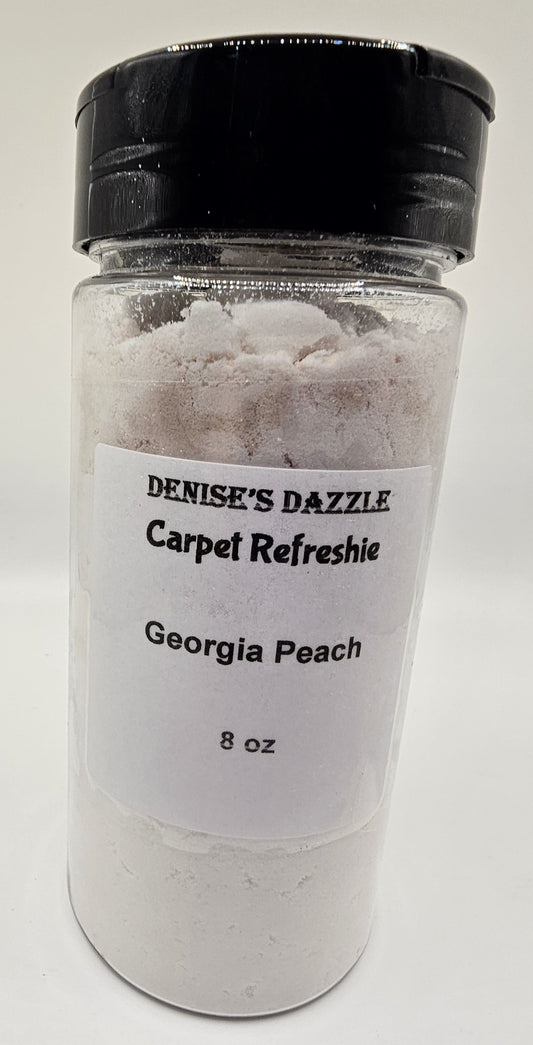 DENISE'S DAZZLE
Carpet Refreshie
Georgia Peach
8 oz